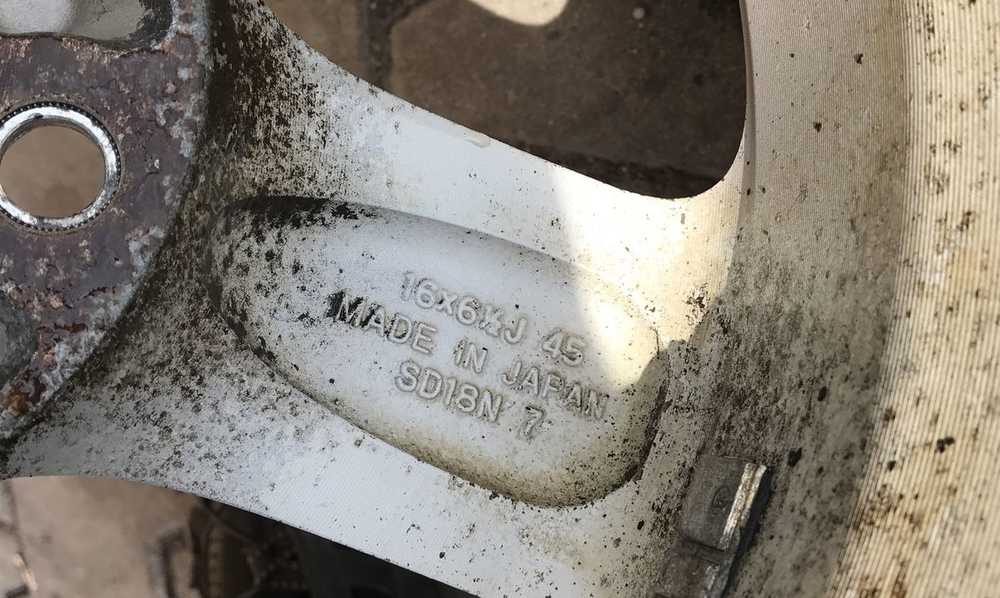 16x6½J 45
MADE IN JAPAN
SD18N 7